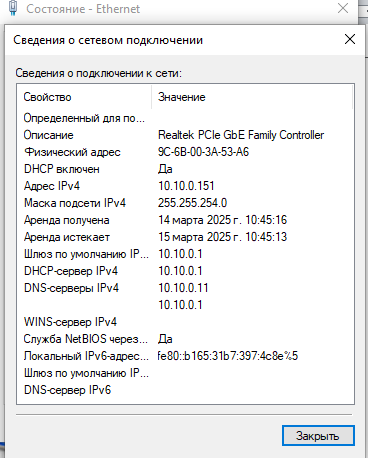 Состояние - Ethernet
Сведения о сетевом подключении
Сведения о подключении к сети:
Свойство Значение
Определенный для по...
Описание Realtek PCIe GbE Family Controller
Физический адрес 9C-6B-00-3A-53-A6
DHCP включен Да
Адрес IPv4 10.10.0.151
Маска подсети IPv4 255.255.254.0
Аренда получена 14 марта 2025 г. 10:45:16
Аренда истекает 15 марта 2025 г. 10:45:13
Шлюз по умолчанию IP... 10.10.0.1
DHCP-сервер IPv4 10.10.0.1
DNS-серверы IPv4 10.10.0.11
10.10.0.1
WINS-сервер IPv4
Служба NetBIOS через... Да
Локальный IPv6-адрес... fe80::b165:31b7:397:4c8e%5
Шлюз по умолчанию IP...
DNS-сервер IPv6
Закрыть